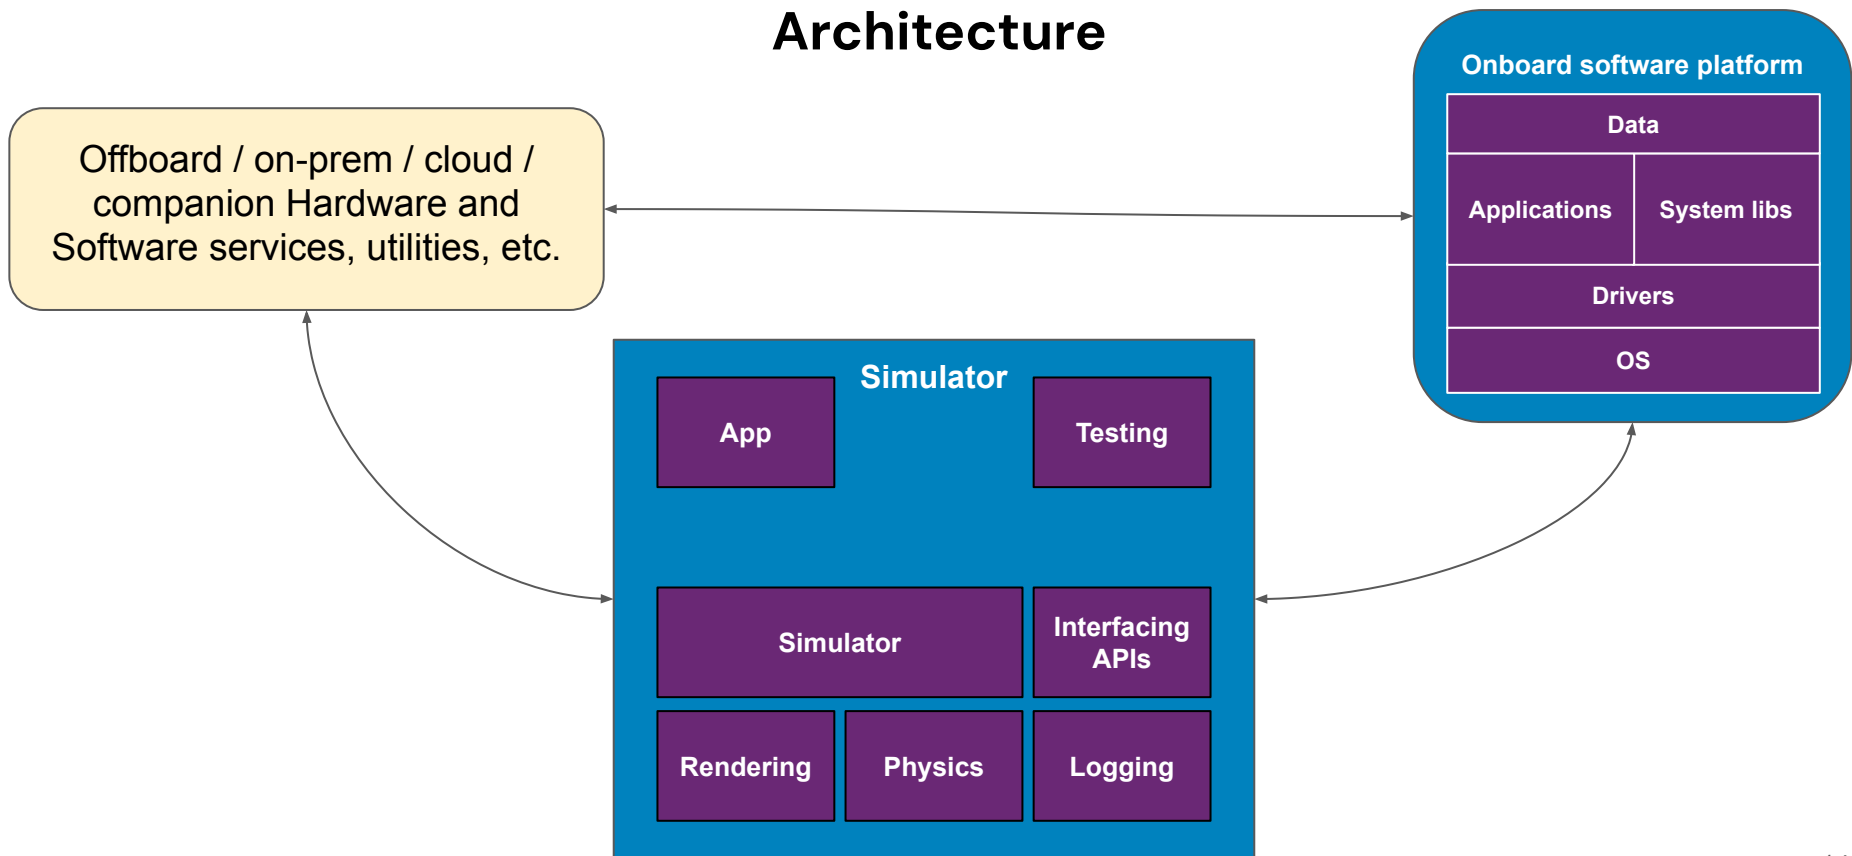 Architecture
Offboard / on-prem / cloud /
companion Hardware and
Software services, utilities, etc.
Onboard software platform
Data
Applications
System libs
Drivers
OS
Simulator
App
Testing
Simulator
Interfacing
APIs
Rendering
Physics
Logging